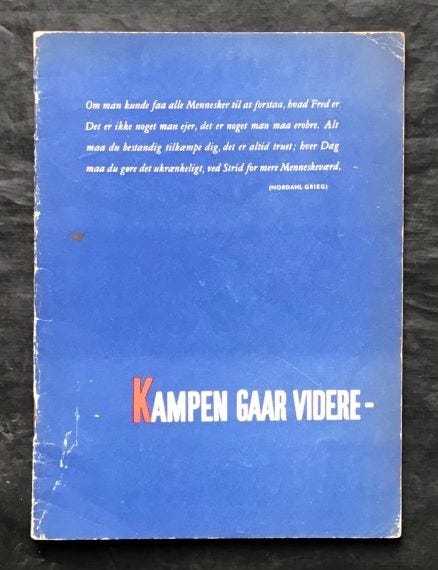 Om man kunde faa alle Mennesker til at forstaa, hvad Fred er
Det er ikke noget man ejer, det er noget man maa erobre. Alt
maa du bestandig tilkæmpe dig, det er altid truet; hver Dag
maa du gøre det ukrænkeligt, ved Strid for mere Menneskeværd.
(NORDAHL GRIEG)
KAMPEN GAAR VIDERE -